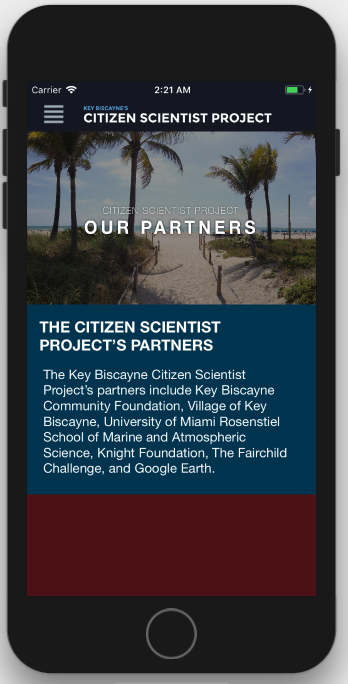 Carrier 2:21 AM
KEY BISCAYNE'S
CITIZEN SCIENTIST PROJECT
CITIZEN SCIENTIST PROJECT
OUR PARTNERS
THE CITIZEN SCIENTIST
PROJECT'S PARTNERS
The Key Biscayne Citizen Scientist
Project's partners include Key Biscayne
Community Foundation, Village of Key
Biscayne, University of Miami Rosenstiel
School of Marine and Atmospheric
Science, Knight Foundation, The Fairchild
Challenge, and Google Earth.